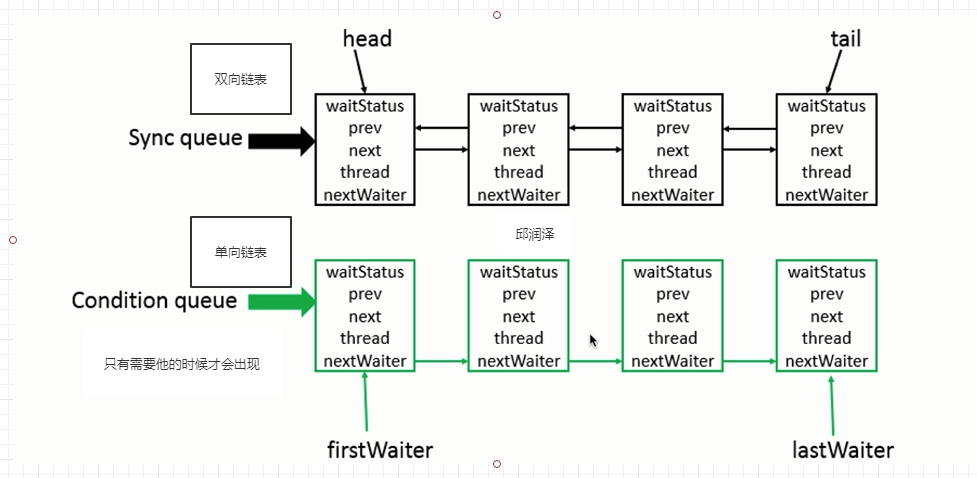 head
tail
双向链表
Sync queue
waitStatus
prev
next
thread
nextWaiter
waitStatus
prev
next
thread
nextWaiter
waitStatus
prev
next
thread
nextWaiter
waitStatus
prev
next
thread
nextWaiter
邱润泽
单向链表
Condition queue
只有需要他的时候才会出现
waitStatus
prev
next
thread
nextWaiter
waitStatus
prev
next
thread
nextWaiter
waitStatus
prev
next
thread
nextWaiter
waitStatus
prev
next
thread
nextWaiter
firstWaiter
lastWaiter